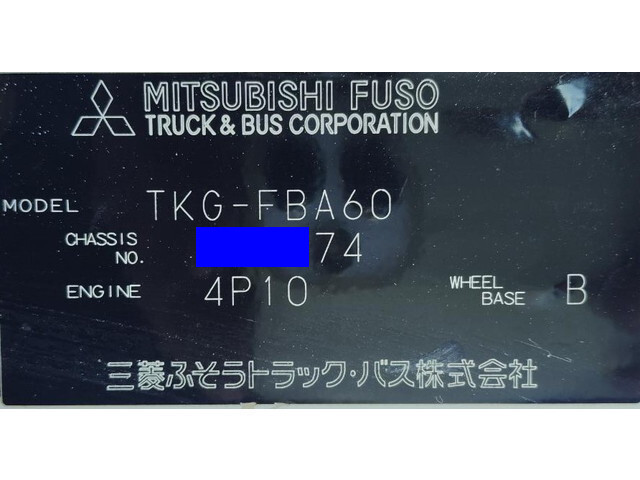 MITSUBISHI FUSO
TRUCK & BUS CORPORATION
MODEL TKG-FBA60
CHASSIS NO. 74
ENGINE 4P10 WHEEL BASE B
三菱ふそうトラック・バス株式会社